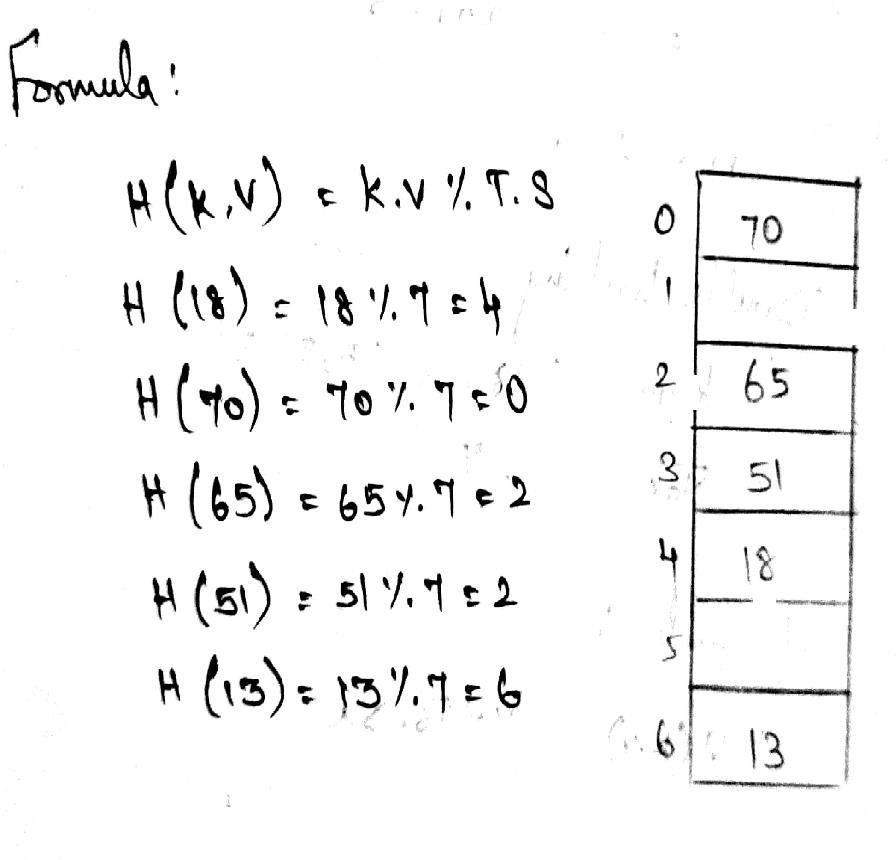 Formula:
H(K,V) = K.V % T.S
H(18) = 18 % 7 = 4
H(70) = 70 % 7 = 0
H(65) = 65 % 7 = 2
H(51) = 51 % 7 = 2
H(13) = 13 % 7 = 6
0 70
1
2 65
3 51
4 18
5
6 13